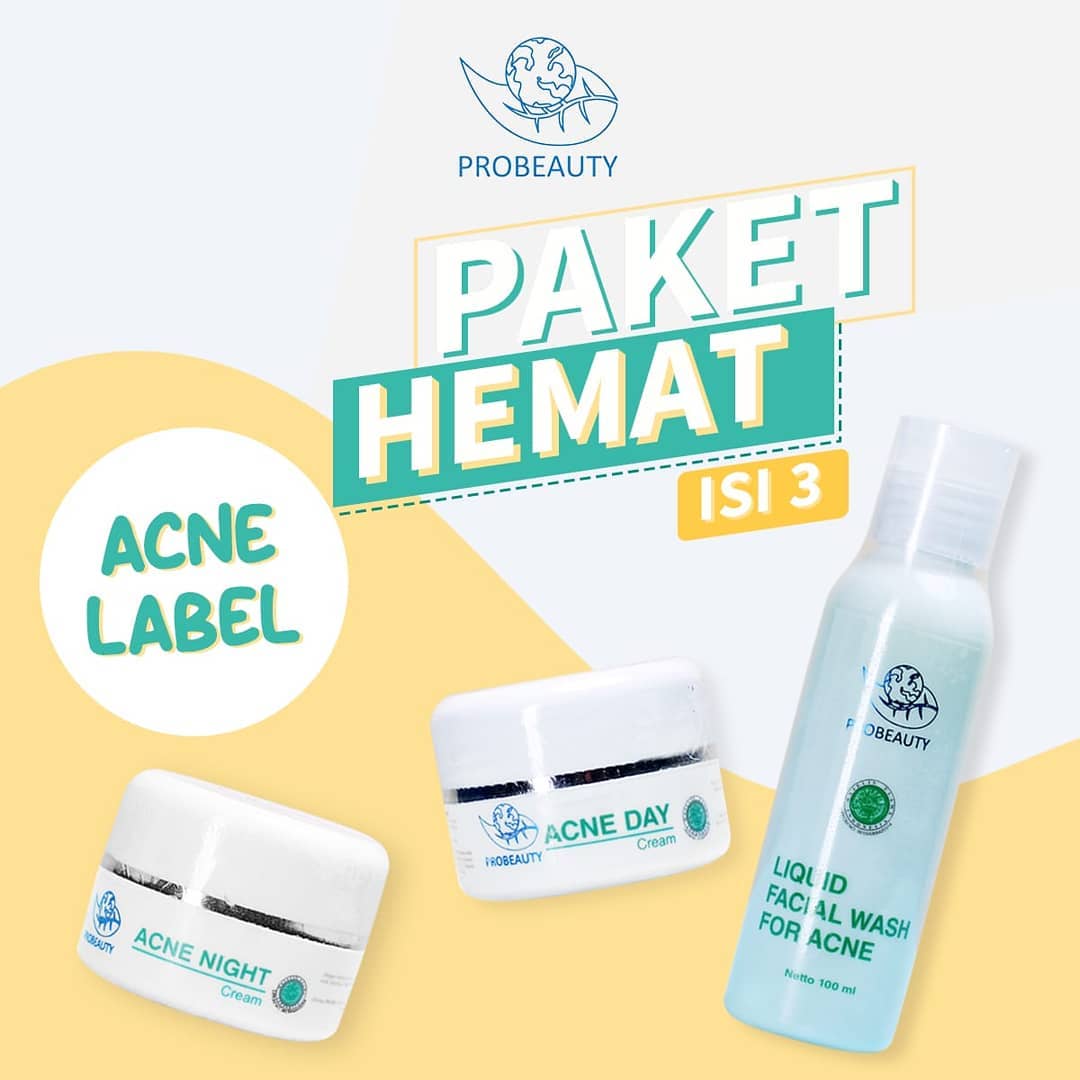 PROBEAUTY
PAKET
HEMAT
ISI 3
ACNE
LABEL
PROBEAUTY
ACNE DAY
Cream
PROBEAUTY
ACNE NIGHT
Cream
PROBEAUTY
LIQUID
FACIAL WASH
FOR ACNE
Netto 100 ml